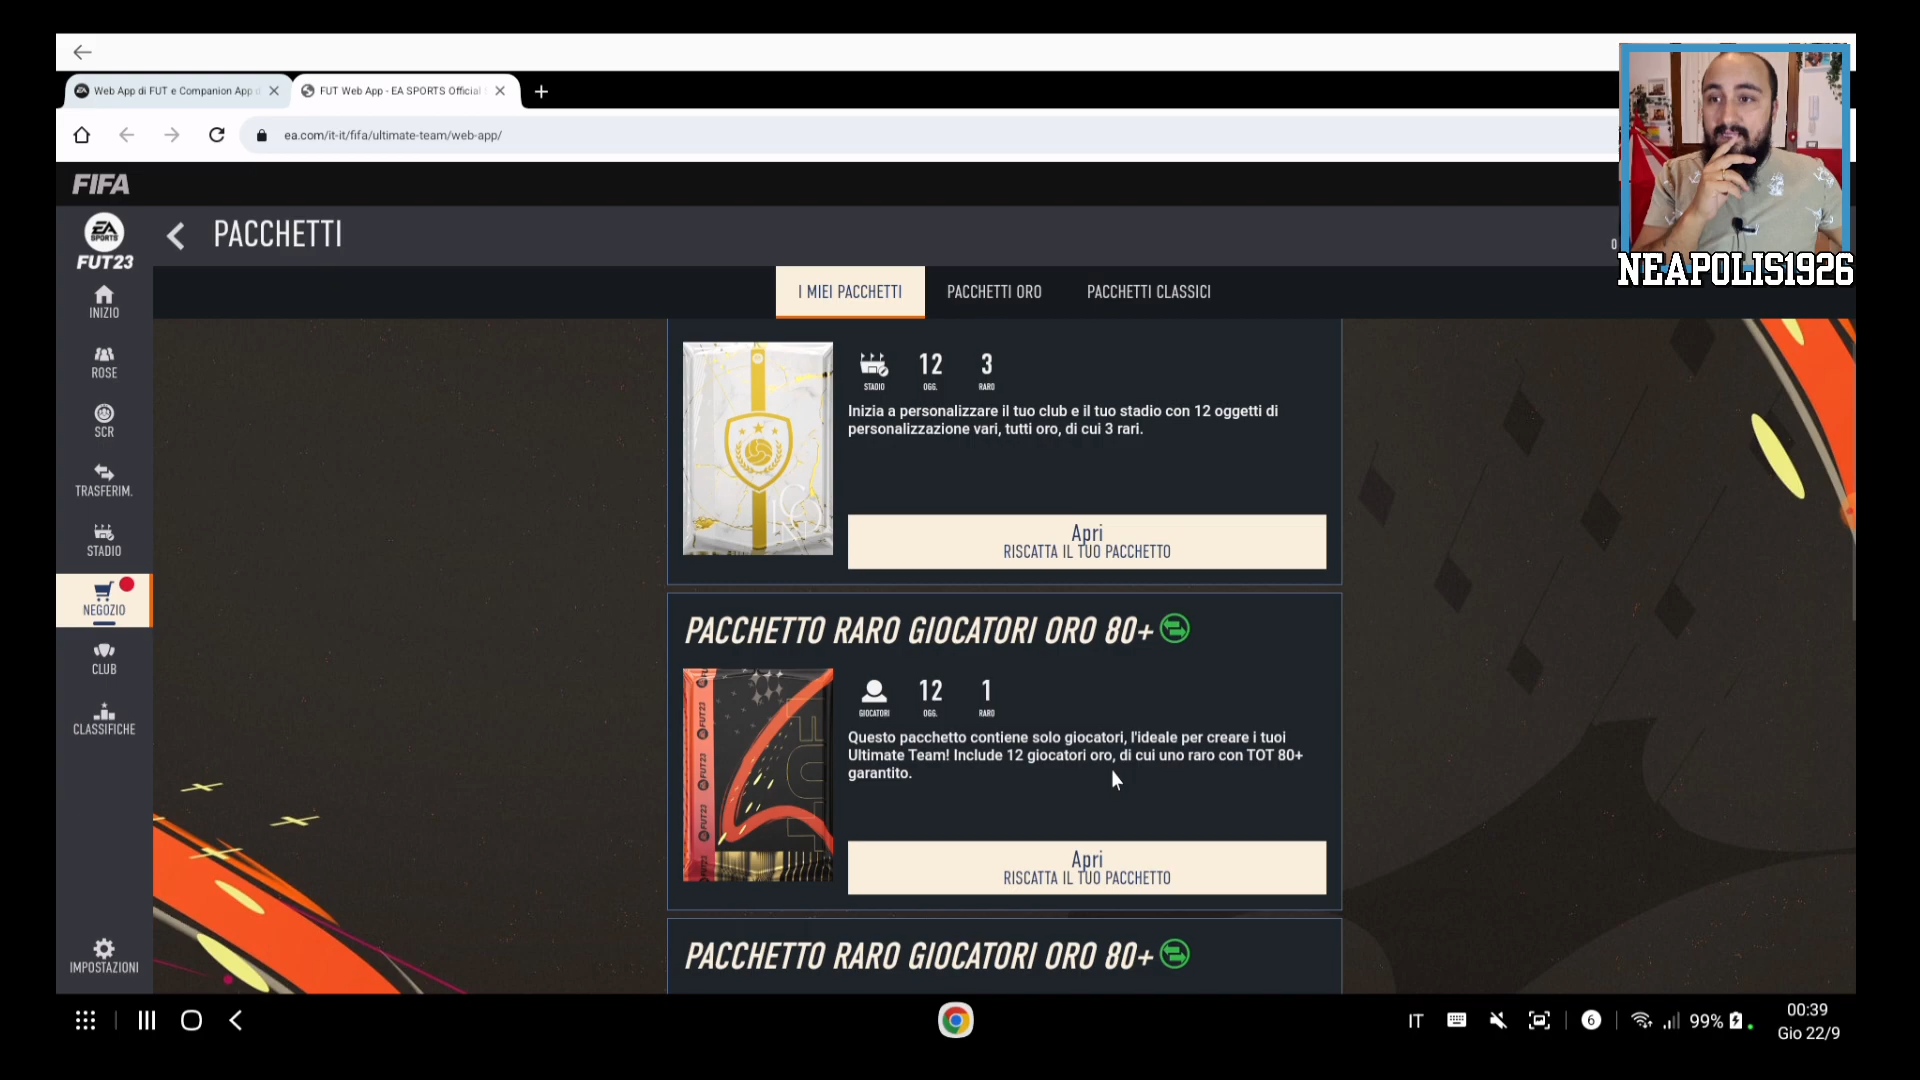 Web App di FUT e Companion App d
FUT Web App - EA SPORTS Official S
ea.com/it-it/fifa/ultimate-team/web-app/
FIFA
EA
SPORTS
FUT23
PACCHETTI
0
NEAPOLIS1926
I MIEI PACCHETTI
PACCHETTI ORO
PACCHETTI CLASSICI
INIZIO
ROSE
SCR
TRASFERIM.
STADIO
NEGOZIO
CLUB
CLASSIFICHE
IMPOSTAZIONI
STADIO
12
OGG.
3
RARO
Inizia a personalizzare il tuo club e il tuo stadio con 12 oggetti di
personalizzazione vari, tutti oro, di cui 3 rari.
Apri
RISCATTA IL TUO PACCHETTO
PACCHETTO RARO GIOCATORI ORO 80+
FUT23
FUT23
FUT23
GIOCATORI
12
OGG.
1
RARO
Questo pacchetto contiene solo giocatori, l'ideale per creare i tuoi
Ultimate Team! Include 12 giocatori oro, di cui uno raro con TOT 80+
garantito.
Apri
RISCATTA IL TUO PACCHETTO
PACCHETTO RARO GIOCATORI ORO 80+
IT
6
99%
00:39
Gio 22/9